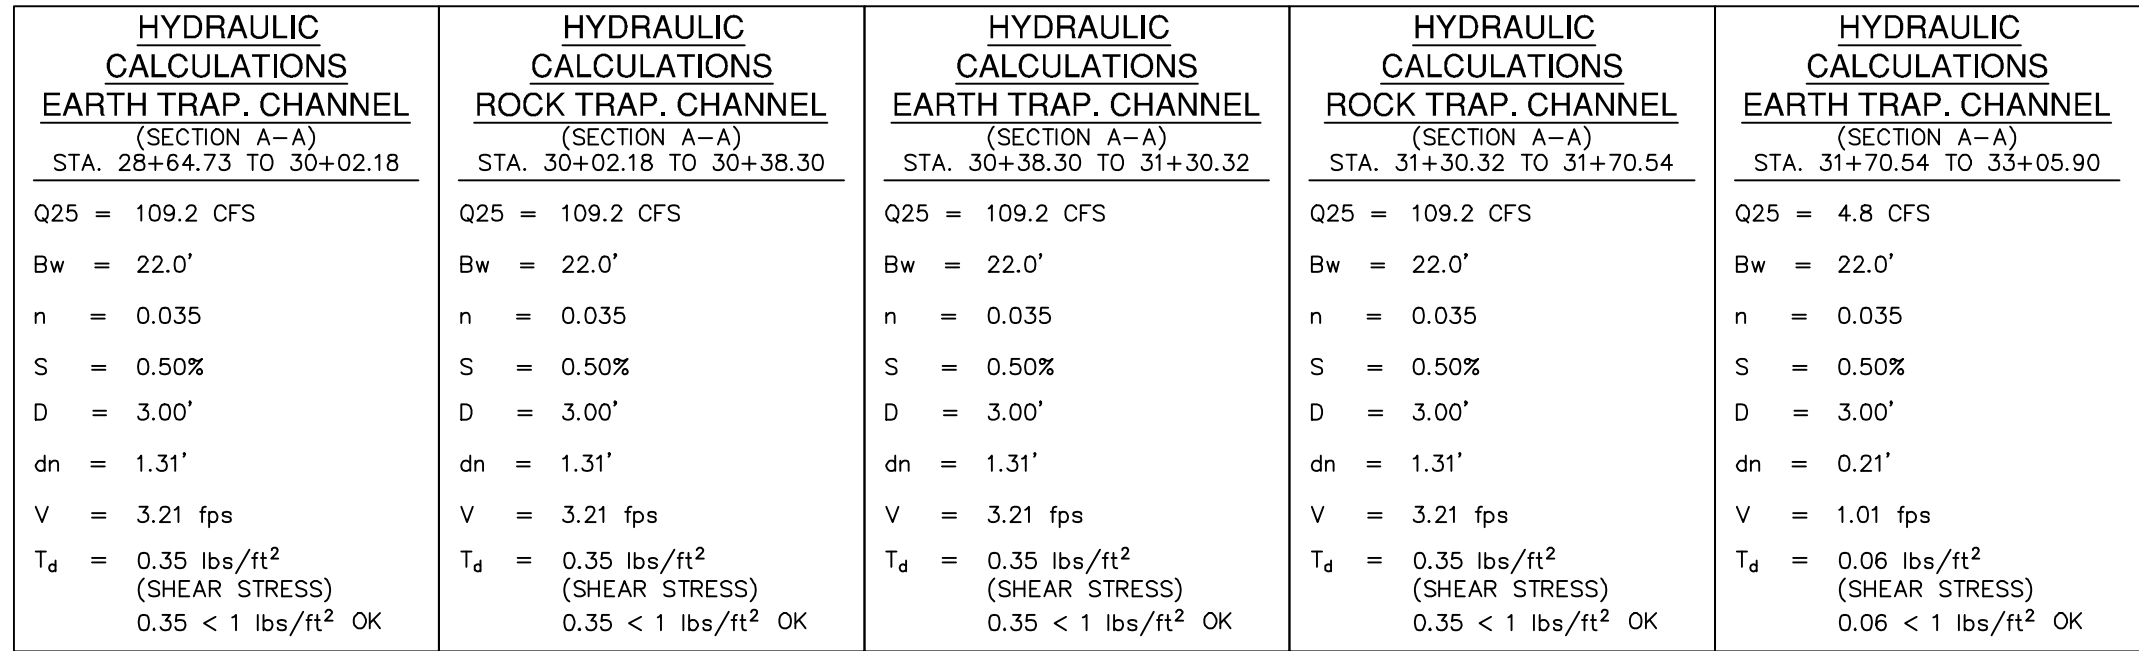 HYDRAULIC
CALCULATIONS
EARTH TRAP. CHANNEL
(SECTION A-A)
STA. 28+64.73 TO 30+02.18
Q25 = 109.2 CFS
Bw = 22.0'
n = 0.035
S = 0.50%
D = 3.00'
dn = 1.31'
V = 3.21 fps
Td = 0.35 lbs/ft²
(SHEAR STRESS)
0.35 < 1 lbs/ft² OK
HYDRAULIC
CALCULATIONS
ROCK TRAP. CHANNEL
(SECTION A-A)
STA. 30+02.18 TO 30+38.30
Q25 = 109.2 CFS
Bw = 22.0'
n = 0.035
S = 0.50%
D = 3.00'
dn = 1.31'
V = 3.21 fps
Td = 0.35 lbs/ft²
(SHEAR STRESS)
0.35 < 1 lbs/ft² OK
HYDRAULIC
CALCULATIONS
EARTH TRAP. CHANNEL
(SECTION A-A)
STA. 30+38.30 TO 31+30.32
Q25 = 109.2 CFS
Bw = 22.0'
n = 0.035
S = 0.50%
D = 3.00'
dn = 1.31'
V = 3.21 fps
Td = 0.35 lbs/ft²
(SHEAR STRESS)
0.35 < 1 lbs/ft² OK
HYDRAULIC
CALCULATIONS
ROCK TRAP. CHANNEL
(SECTION A-A)
STA. 31+30.32 TO 31+70.54
Q25 = 109.2 CFS
Bw = 22.0'
n = 0.035
S = 0.50%
D = 3.00'
dn = 1.31'
V = 3.21 fps
Td = 0.35 lbs/ft²
(SHEAR STRESS)
0.35 < 1 lbs/ft² OK
HYDRAULIC
CALCULATIONS
EARTH TRAP. CHANNEL
(SECTION A-A)
STA. 31+70.54 TO 33+05.90
Q25 = 4.8 CFS
Bw = 22.0'
n = 0.035
S = 0.50%
D = 3.00'
dn = 0.21'
V = 1.01 fps
Td = 0.06 lbs/ft²
(SHEAR STRESS)
0.06 < 1 lbs/ft² OK